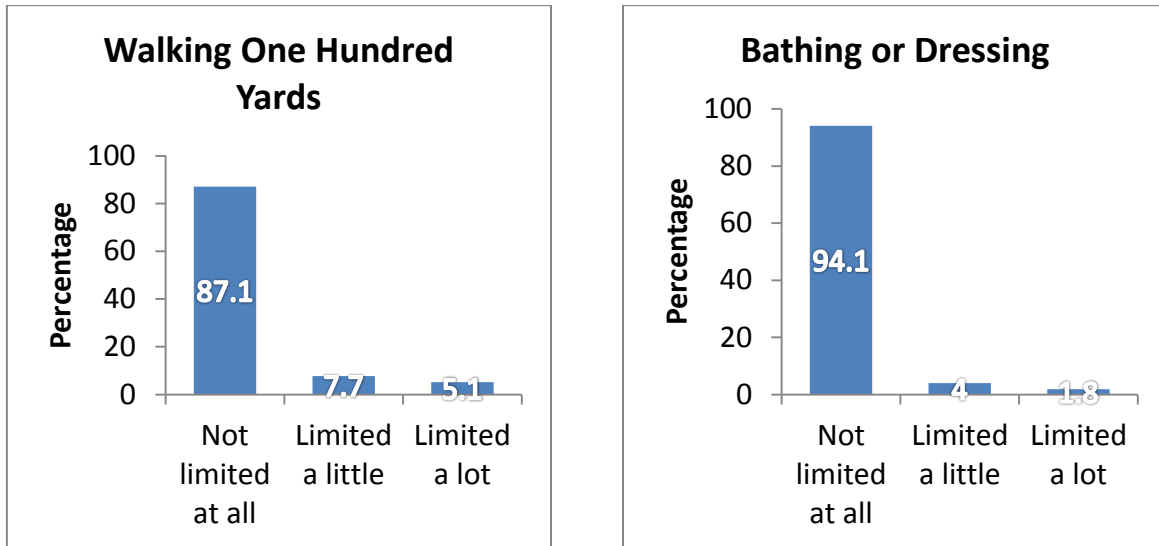 Walking One Hundred
Yards
Percentage
100
80
60
40
20
0
87.1
7.7
5.1
Not
limited
at all
Limited
a little
Limited
a lot
Bathing or Dressing
Percentage
100
80
60
40
20
0
94.1
4
1.8
Not
limited
at all
Limited
a little
Limited
a lot